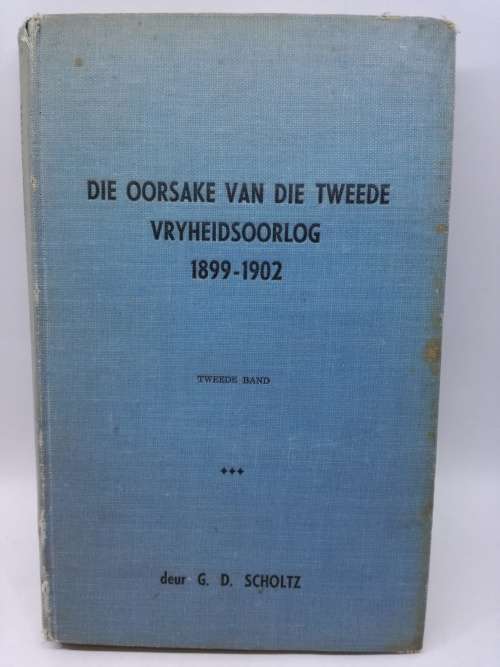 DIE OORSAKE VAN DIE TWEEDE
VRYHEIDSOORLOG
1899-1902
TWEEDE BAND
deur G. D. SCHOLTZ